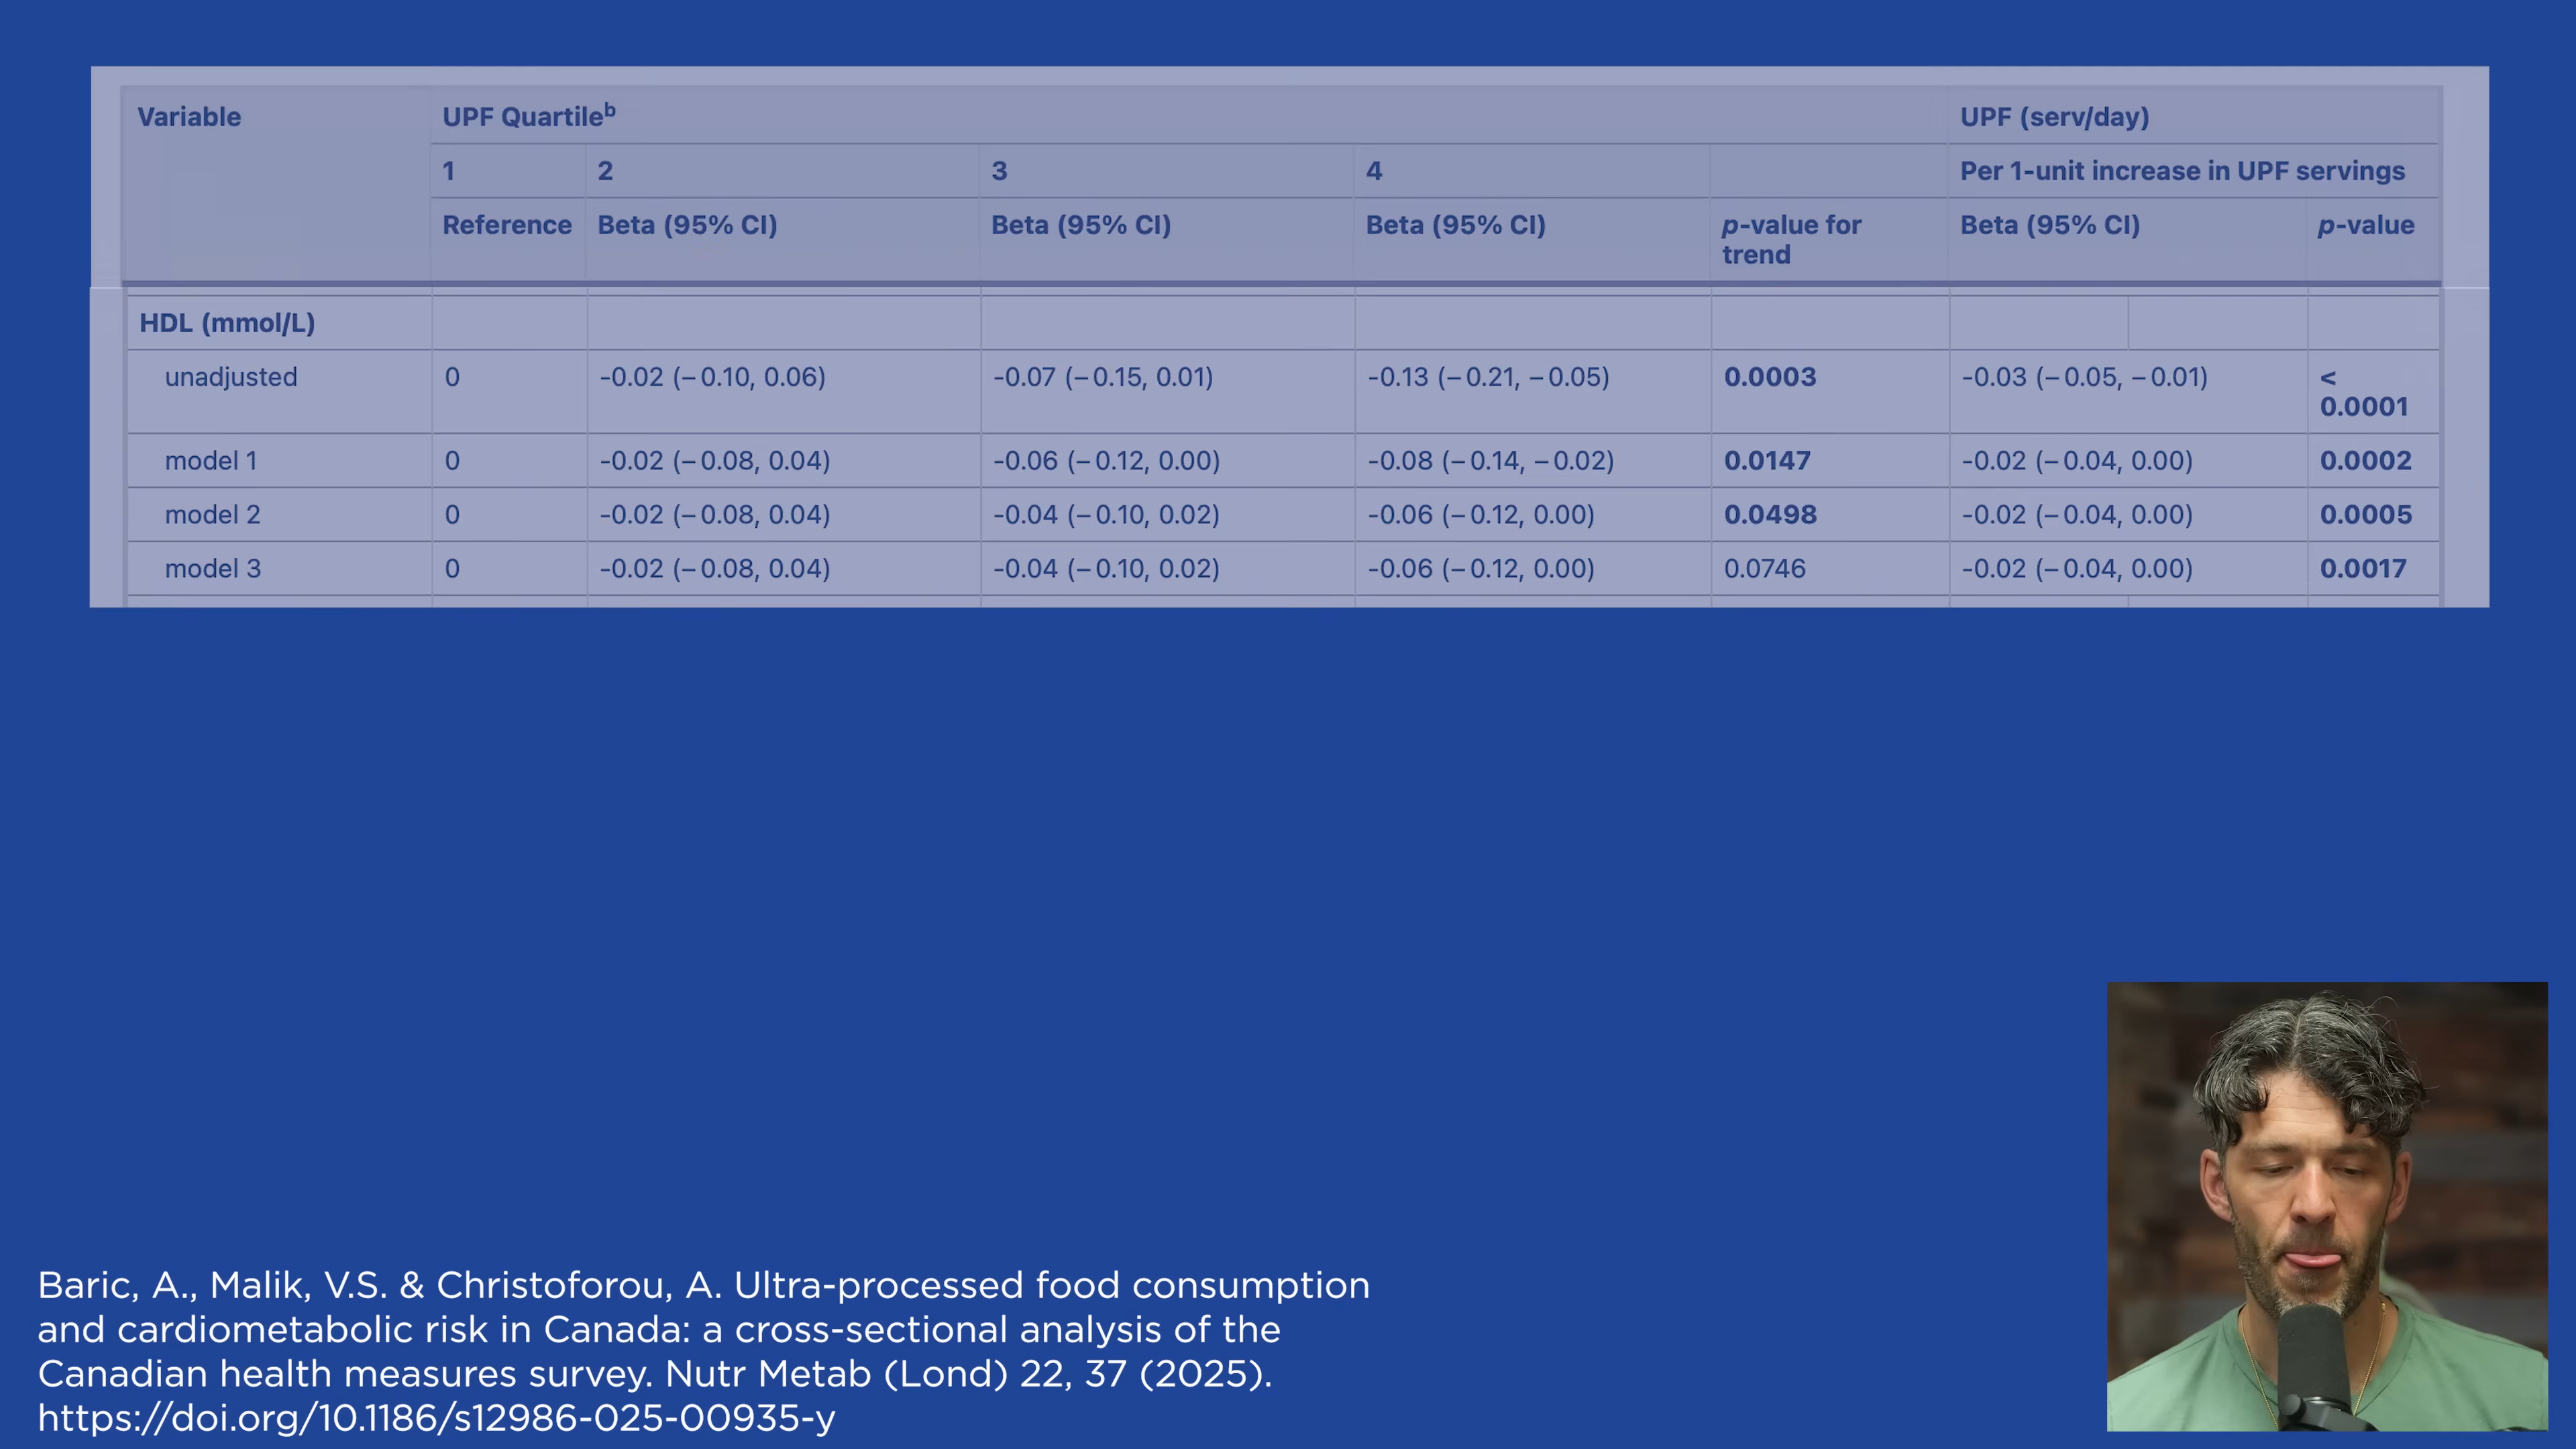 Variable UPF Quartileᵇ UPF (serv/day)
1 2 3 4 Per 1-unit increase in UPF servings
Reference Beta (95% CI) Beta (95% CI) Beta (95% CI) p-value for trend Beta (95% CI) p-value
HDL (mmol/L)
unadjusted 0 -0.02 (−0.10, 0.06) -0.07 (−0.15, 0.01) -0.13 (−0.21, −0.05) 0.0003 -0.03 (−0.05, −0.01) < 0.0001
model 1 0 -0.02 (−0.08, 0.04) -0.06 (−0.12, 0.00) -0.08 (−0.14, −0.02) 0.0147 -0.02 (−0.04, 0.00) 0.0002
model 2 0 -0.02 (−0.08, 0.04) -0.04 (−0.10, 0.02) -0.06 (−0.12, 0.00) 0.0498 -0.02 (−0.04, 0.00) 0.0005
model 3 0 -0.02 (−0.08, 0.04) -0.04 (−0.10, 0.02) -0.06 (−0.12, 0.00) 0.0746 -0.02 (−0.04, 0.00) 0.0017
Baric, A., Malik, V.S. & Christoforou, A. Ultra-processed food consumption
and cardiometabolic risk in Canada: a cross-sectional analysis of the
Canadian health measures survey. Nutr Metab (Lond) 22, 37 (2025).
https://doi.org/10.1186/s12986-025-00935-y